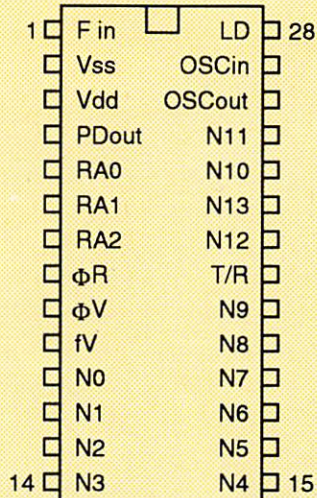 1 F in LD 28
Vss OSCin
Vdd OSCout
PDout N11
RA0 N10
RA1 N13
RA2 N12
ΦR T/R
ΦV N9
fV N8
N0 N7
N1 N6
N2 N5
14 N3 N4 15